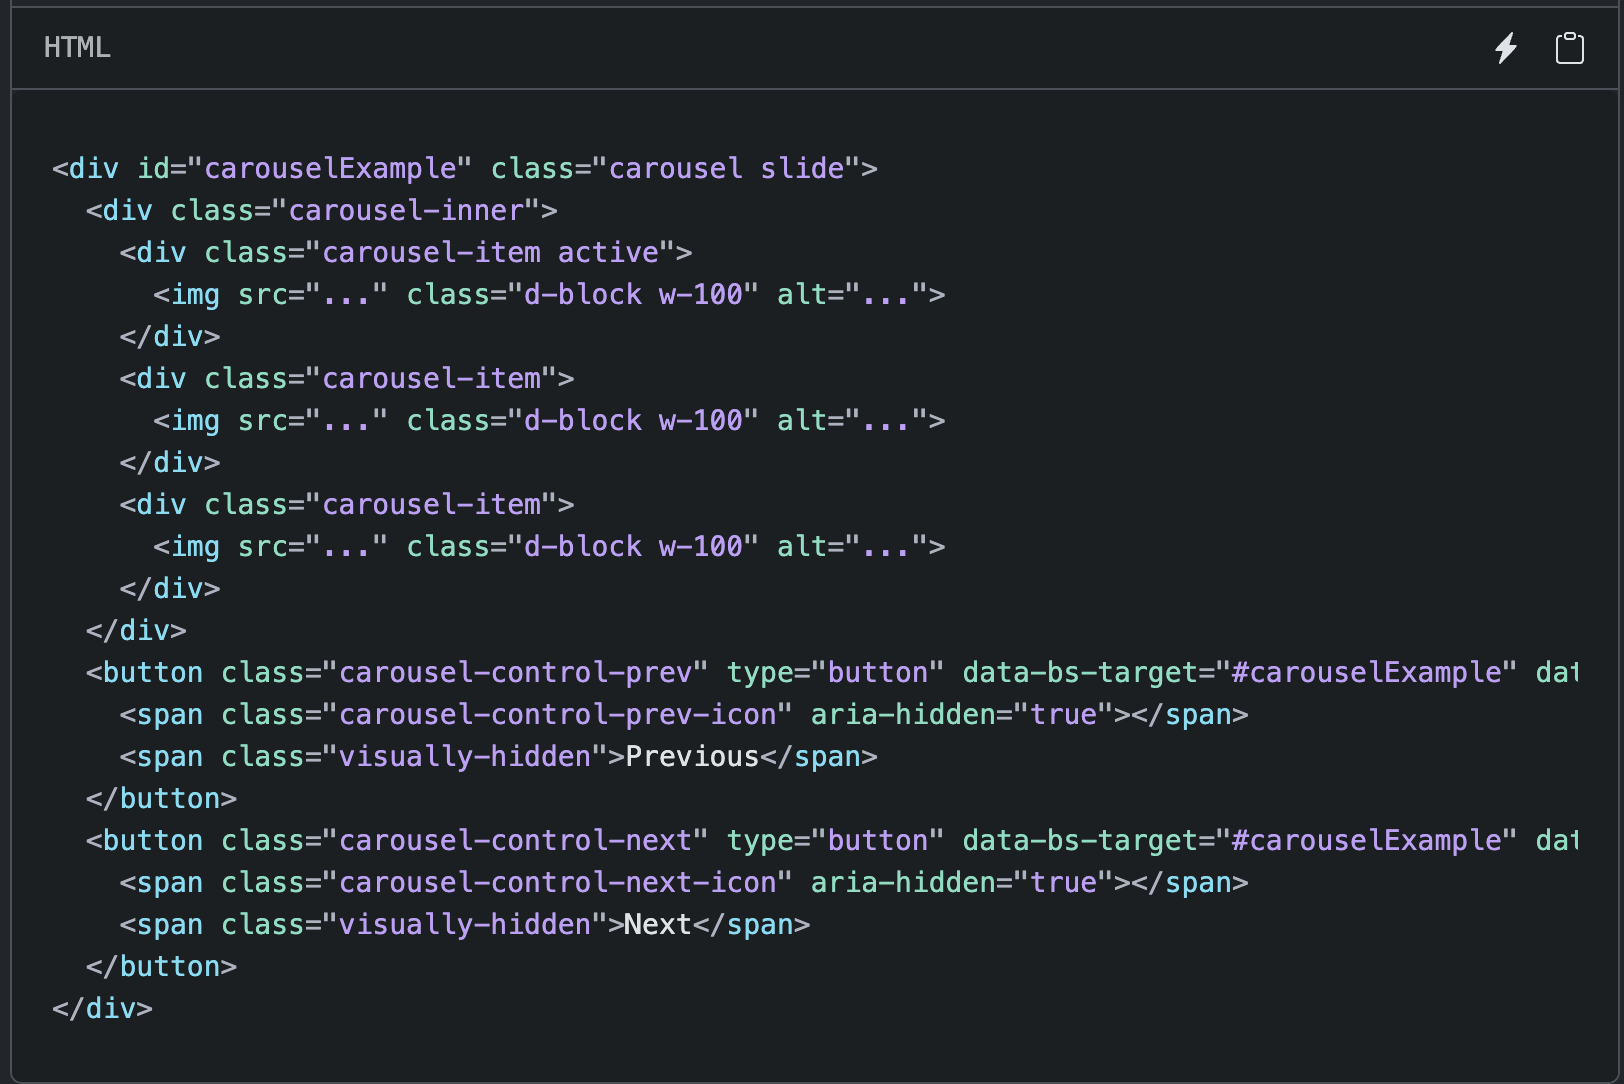 HTML
<div id="carouselExample" class="carousel slide">
  <div class="carousel-inner">
    <div class="carousel-item active">
      <img src="..." class="d-block w-100" alt="...">
    </div>
    <div class="carousel-item">
      <img src="..." class="d-block w-100" alt="...">
    </div>
    <div class="carousel-item">
      <img src="..." class="d-block w-100" alt="...">
    </div>
  </div>
  <button class="carousel-control-prev" type="button" data-bs-target="#carouselExample" dat
    <span class="carousel-control-prev-icon" aria-hidden="true"></span>
    <span class="visually-hidden">Previous</span>
  </button>
  <button class="carousel-control-next" type="button" data-bs-target="#carouselExample" dat
    <span class="carousel-control-next-icon" aria-hidden="true"></span>
    <span class="visually-hidden">Next</span>
  </button>
</div>